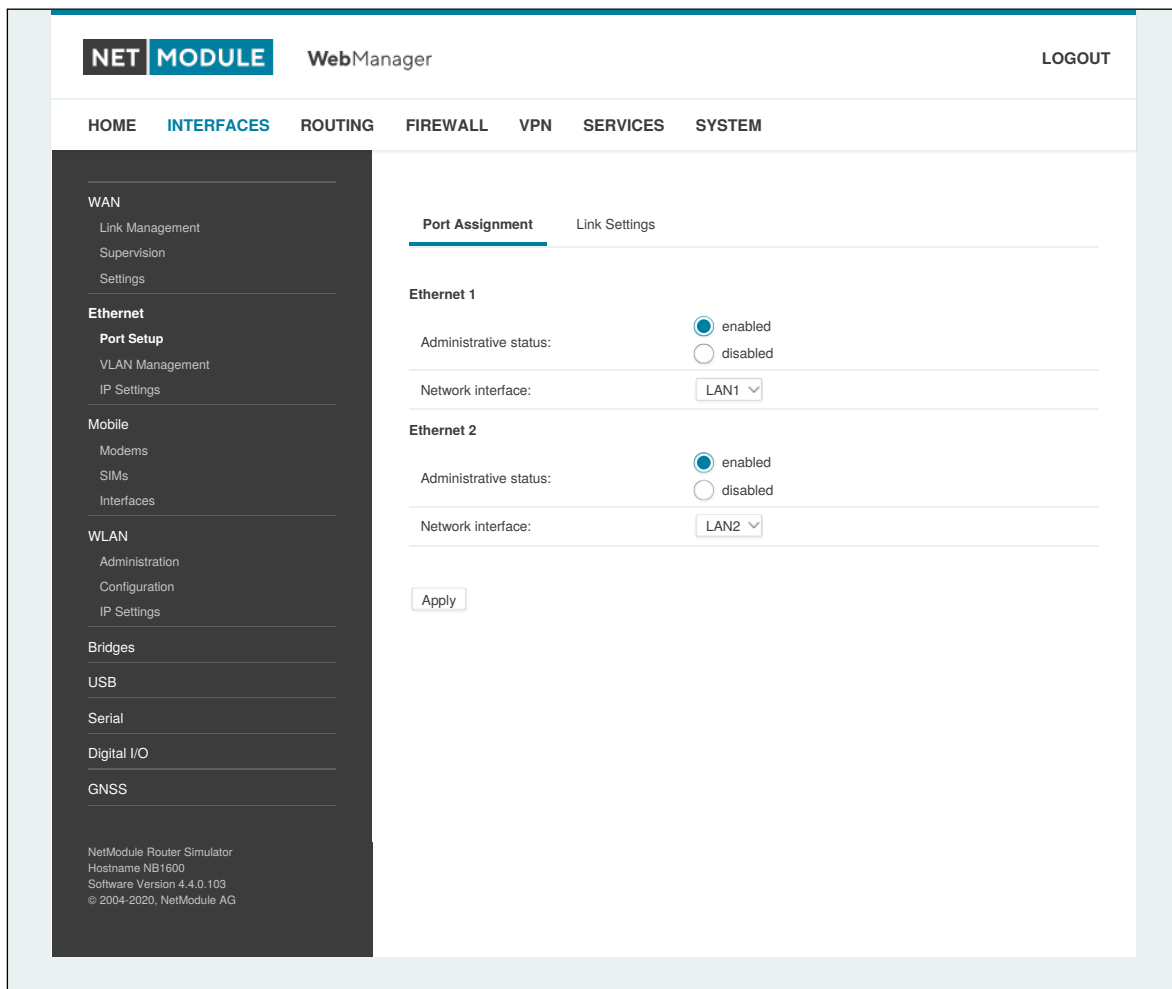 NET MODULE WebManager LOGOUT
HOME INTERFACES ROUTING FIREWALL VPN SERVICES SYSTEM
WAN
Link Management
Supervision
Settings
Ethernet
Port Setup
VLAN Management
IP Settings
Mobile
Modems
SIMs
Interfaces
WLAN
Administration
Configuration
IP Settings
Bridges
USB
Serial
Digital I/O
GNSS
NetModule Router Simulator
Hostname NB1600
Software Version 4.4.0.103
© 2004-2020, NetModule AG
Port Assignment Link Settings
Ethernet 1
Administrative status:
enabled
disabled
Network interface: LAN1
Ethernet 2
Administrative status:
enabled
disabled
Network interface: LAN2
Apply